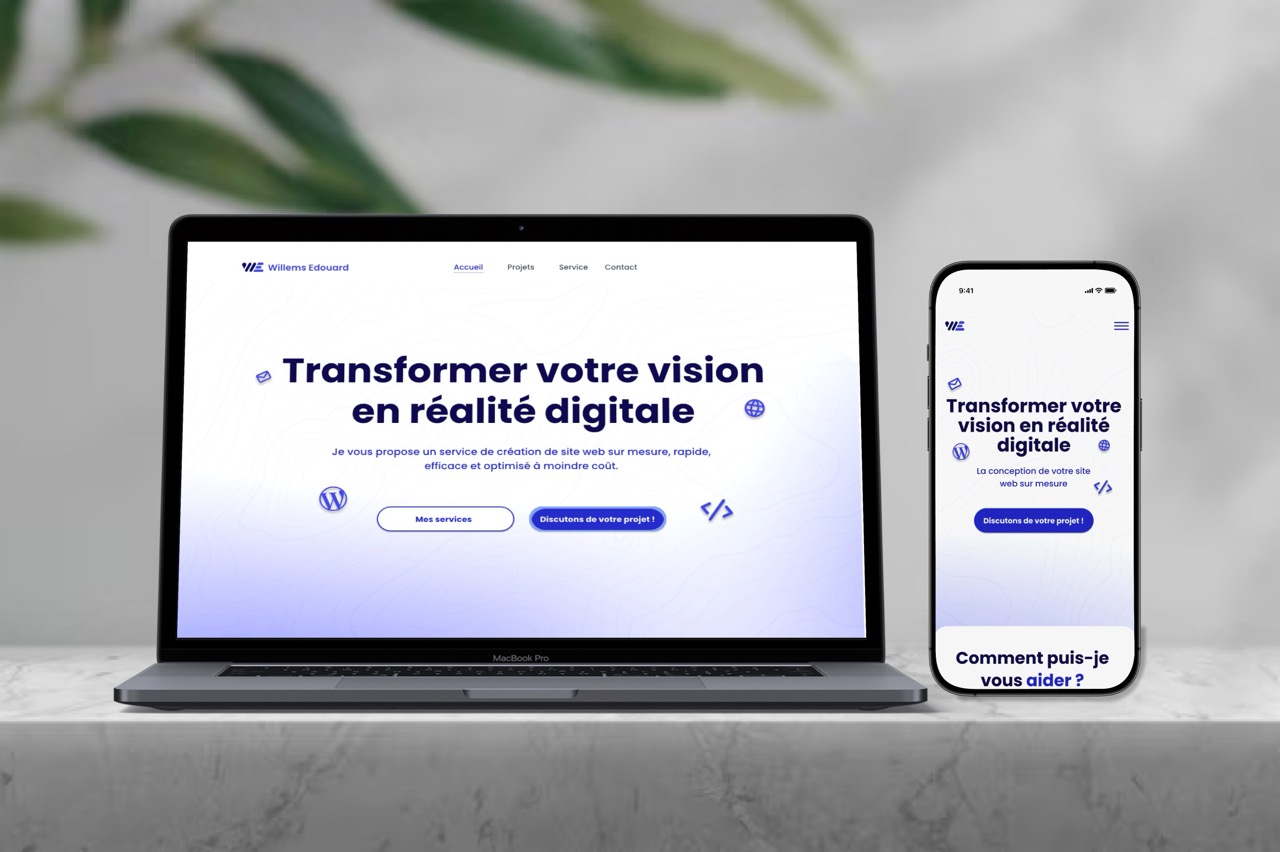 WE Willems Edouard
Accueil Projets Service Contact
Transformer votre vision
en réalité digitale
Je vous propose un service de création de site web sur mesure, rapide,
efficace et optimisé à moindre coût.
Mes services
Discutons de votre projet !
MacBook Pro
9:41
WE
Transformer votre
vision en réalité
digitale
La conception de votre site
web sur mesure
Discutons de votre projet !
Comment puis-je
vous aider ?